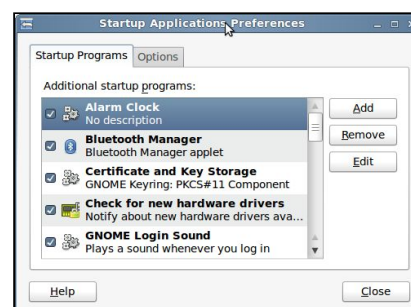 Startup Applications Preferences
Startup Programs
Options
Additional startup programs:
Alarm Clock
No description
Bluetooth Manager
Bluetooth Manager applet
Certificate and Key Storage
GNOME Keyring: PKCS#11 Component
Check for new hardware drivers
Notify about new hardware drivers ava...
GNOME Login Sound
Plays a sound whenever you log in
Add
Remove
Edit
Help
Close